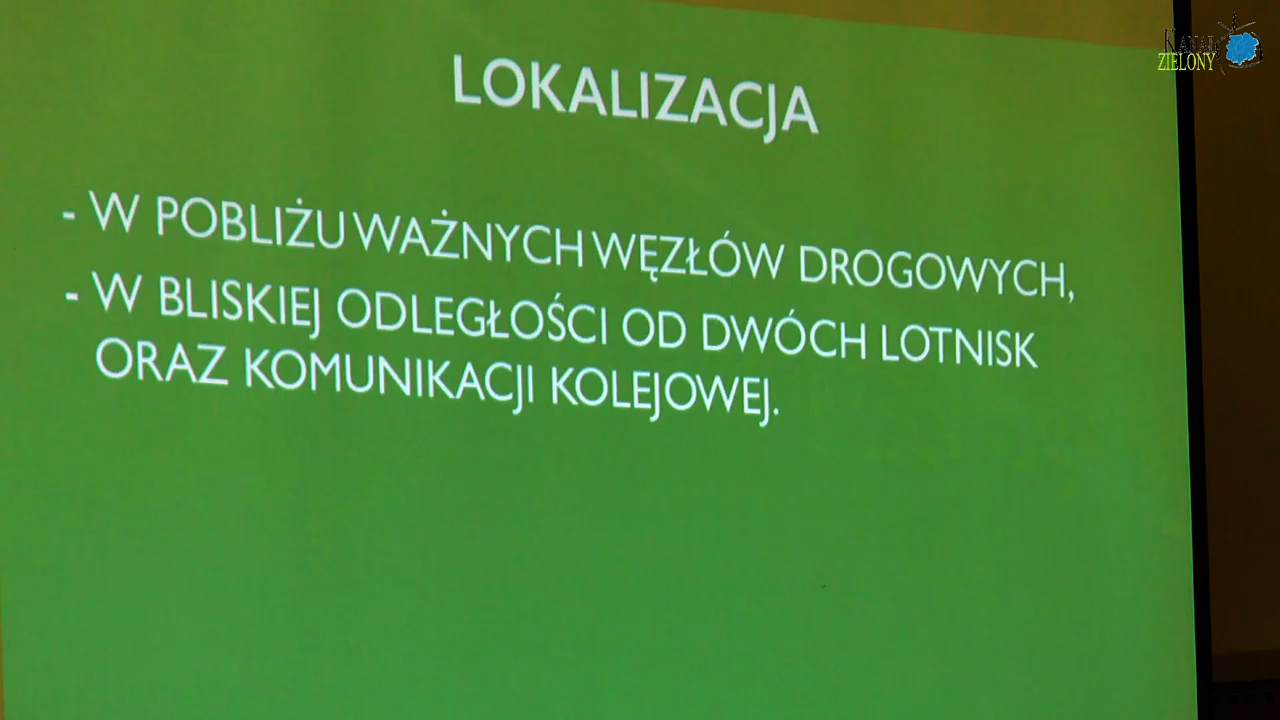 KANAŁ
ZIELONY
LOKALIZACJA
- W POBLIŻU WAŻNYCH WĘZŁÓW DROGOWYCH,
- W BLISKIEJ ODLEGŁOŚCI OD DWÓCH LOTNISK
ORAZ KOMUNIKACJI KOLEJOWEJ.